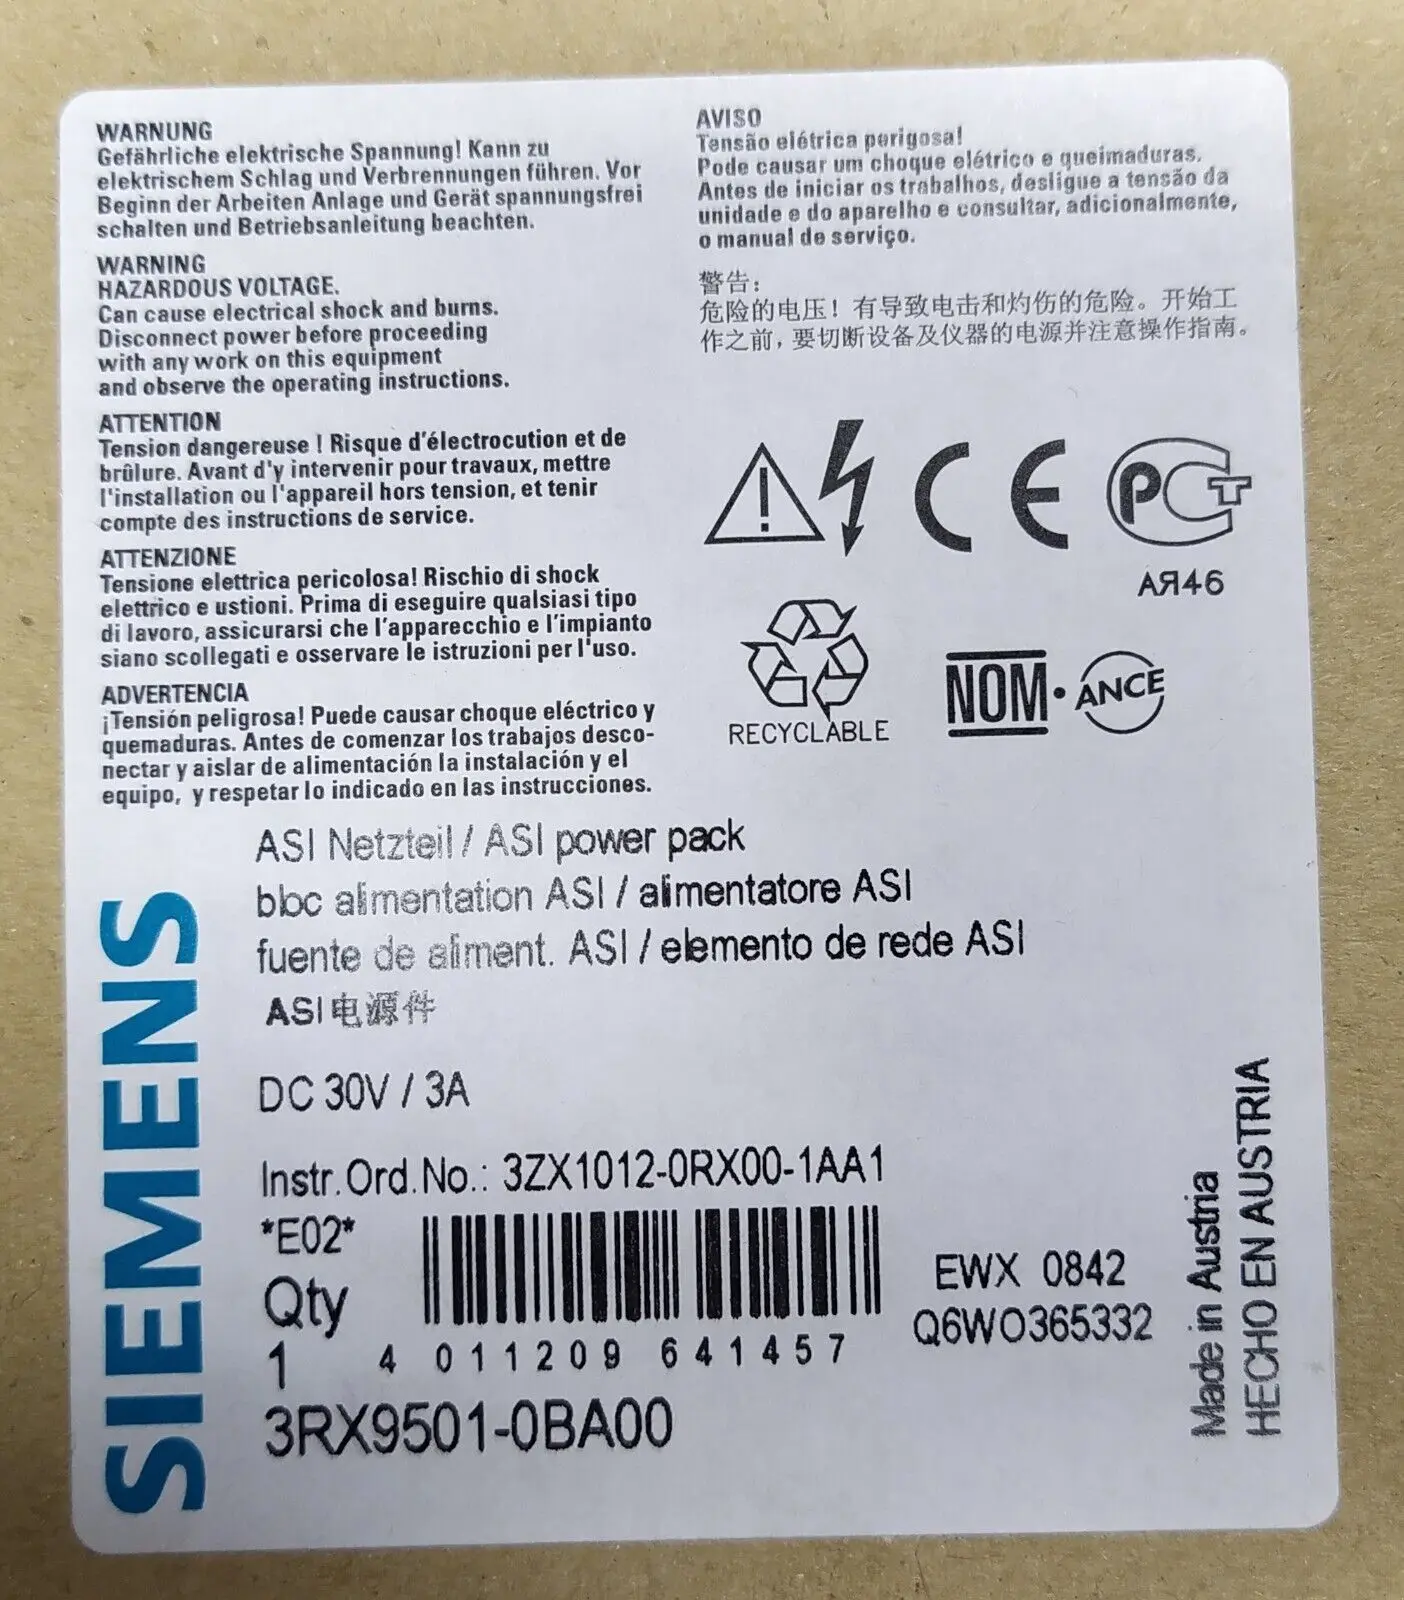 WARNUNG
Gefährliche elektrische Spannung! Kann zu
elektrischem Schlag und Verbrennungen führen. Vor
Beginn der Arbeiten Anlage und Gerät spannungsfrei
schalten und Betriebsanleitung beachten.
WARNING
HAZARDOUS VOLTAGE.
Can cause electrical shock and burns.
Disconnect power before proceeding
with any work on this equipment
and observe the operating instructions.
ATTENTION
Tension dangereuse ! Risque d'électrocution et de
brûlure. Avant d'y intervenir pour travaux, mettre
l'installation ou l'appareil hors tension, et tenir
compte des instructions de service.
ATTENZIONE
Tensione elettrica pericolosa! Rischio di shock
elettrico e ustioni. Prima di eseguire qualsiasi tipo
di lavoro, assicurarsi che l'apparecchio e l'impianto
siano scollegati e osservare le istruzioni per l'uso.
ADVERTENCIA
¡Tensión peligrosa! Puede causar choque eléctrico y
quemaduras. Antes de comenzar los trabajos desco-
nectar y aislar de alimentación la instalación y el
equipo, y respetar lo indicado en las instrucciones.
AVISO
Tensão elétrica perigosa!
Pode causar um choque elétrico e queimaduras.
Antes de iniciar os trabalhos, desligue a tensão da
unidade e do aparelho e consultar, adicionalmente,
o manual de serviço.
警告:
危险的电压！有导致电击和灼伤的危险。开始工
作之前,要切断设备及仪器的电源并注意操作指南。
CE
РСТ
АЯ46
RECYCLABLE
NOM·ANCE
SIEMENS
ASI Netzteil / ASI power pack
bloc alimentation ASI / alimentatore ASI
fuente de aliment. ASI / elemento de rede ASI
ASI电源件
DC 30V / 3A
Instr.Ord.No.: 3ZX1012-0RX00-1AA1
*E02*
Qty
1
4 011209 641457
3RX9501-0BA00
EWX 0842
Q6WO365332
Made in Austria
HECHO EN AUSTRIA